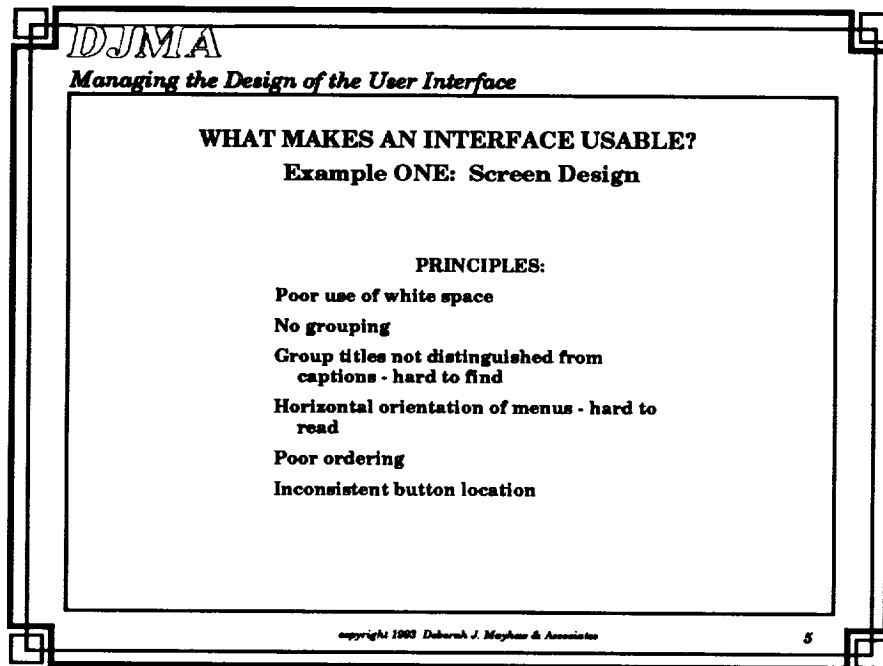 DJMA
Managing the Design of the User Interface
WHAT MAKES AN INTERFACE USABLE?
Example ONE: Screen Design
PRINCIPLES:
Poor use of white space
No grouping
Group titles not distinguished from
captions - hard to find
Horizontal orientation of menus - hard to
read
Poor ordering
Inconsistent button location
copyright 1993 Deborah J. Mayhew & Associates
5